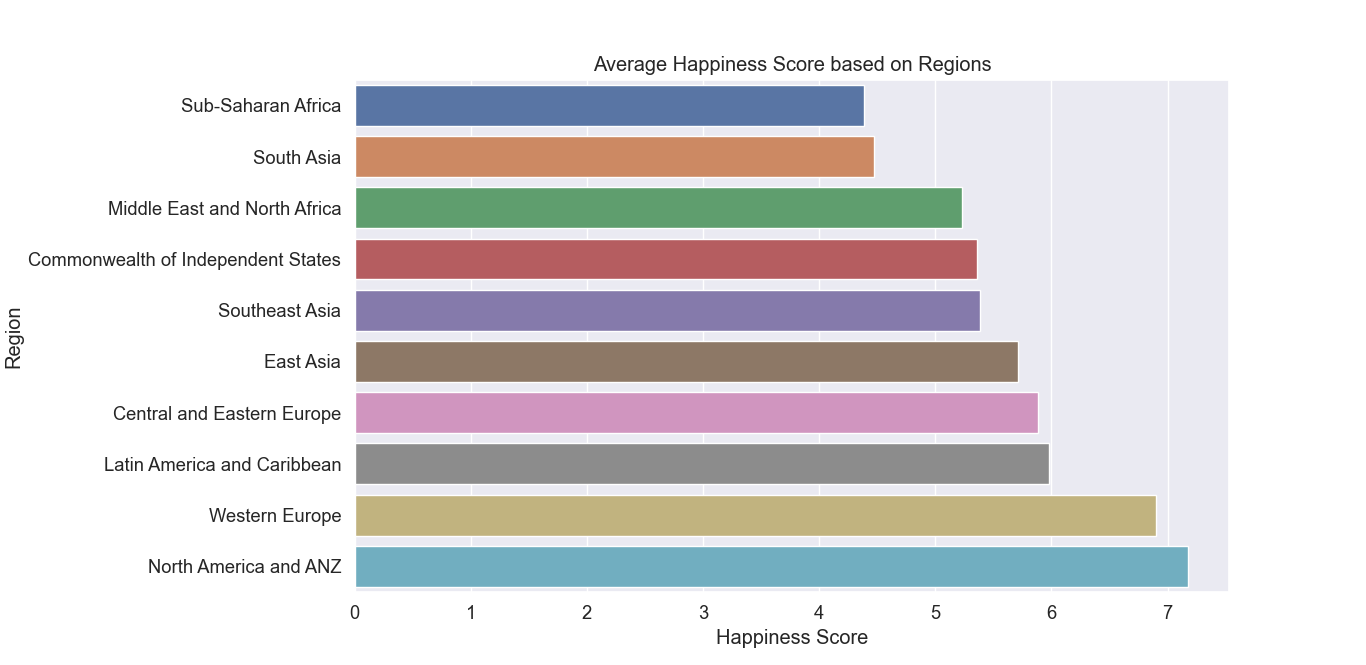 Average Happiness Score based on Regions
Region
Sub-Saharan Africa
South Asia
Middle East and North Africa
Commonwealth of Independent States
Southeast Asia
East Asia
Central and Eastern Europe
Latin America and Caribbean
Western Europe
North America and ANZ
0 1 2 3 4 5 6 7
Happiness Score